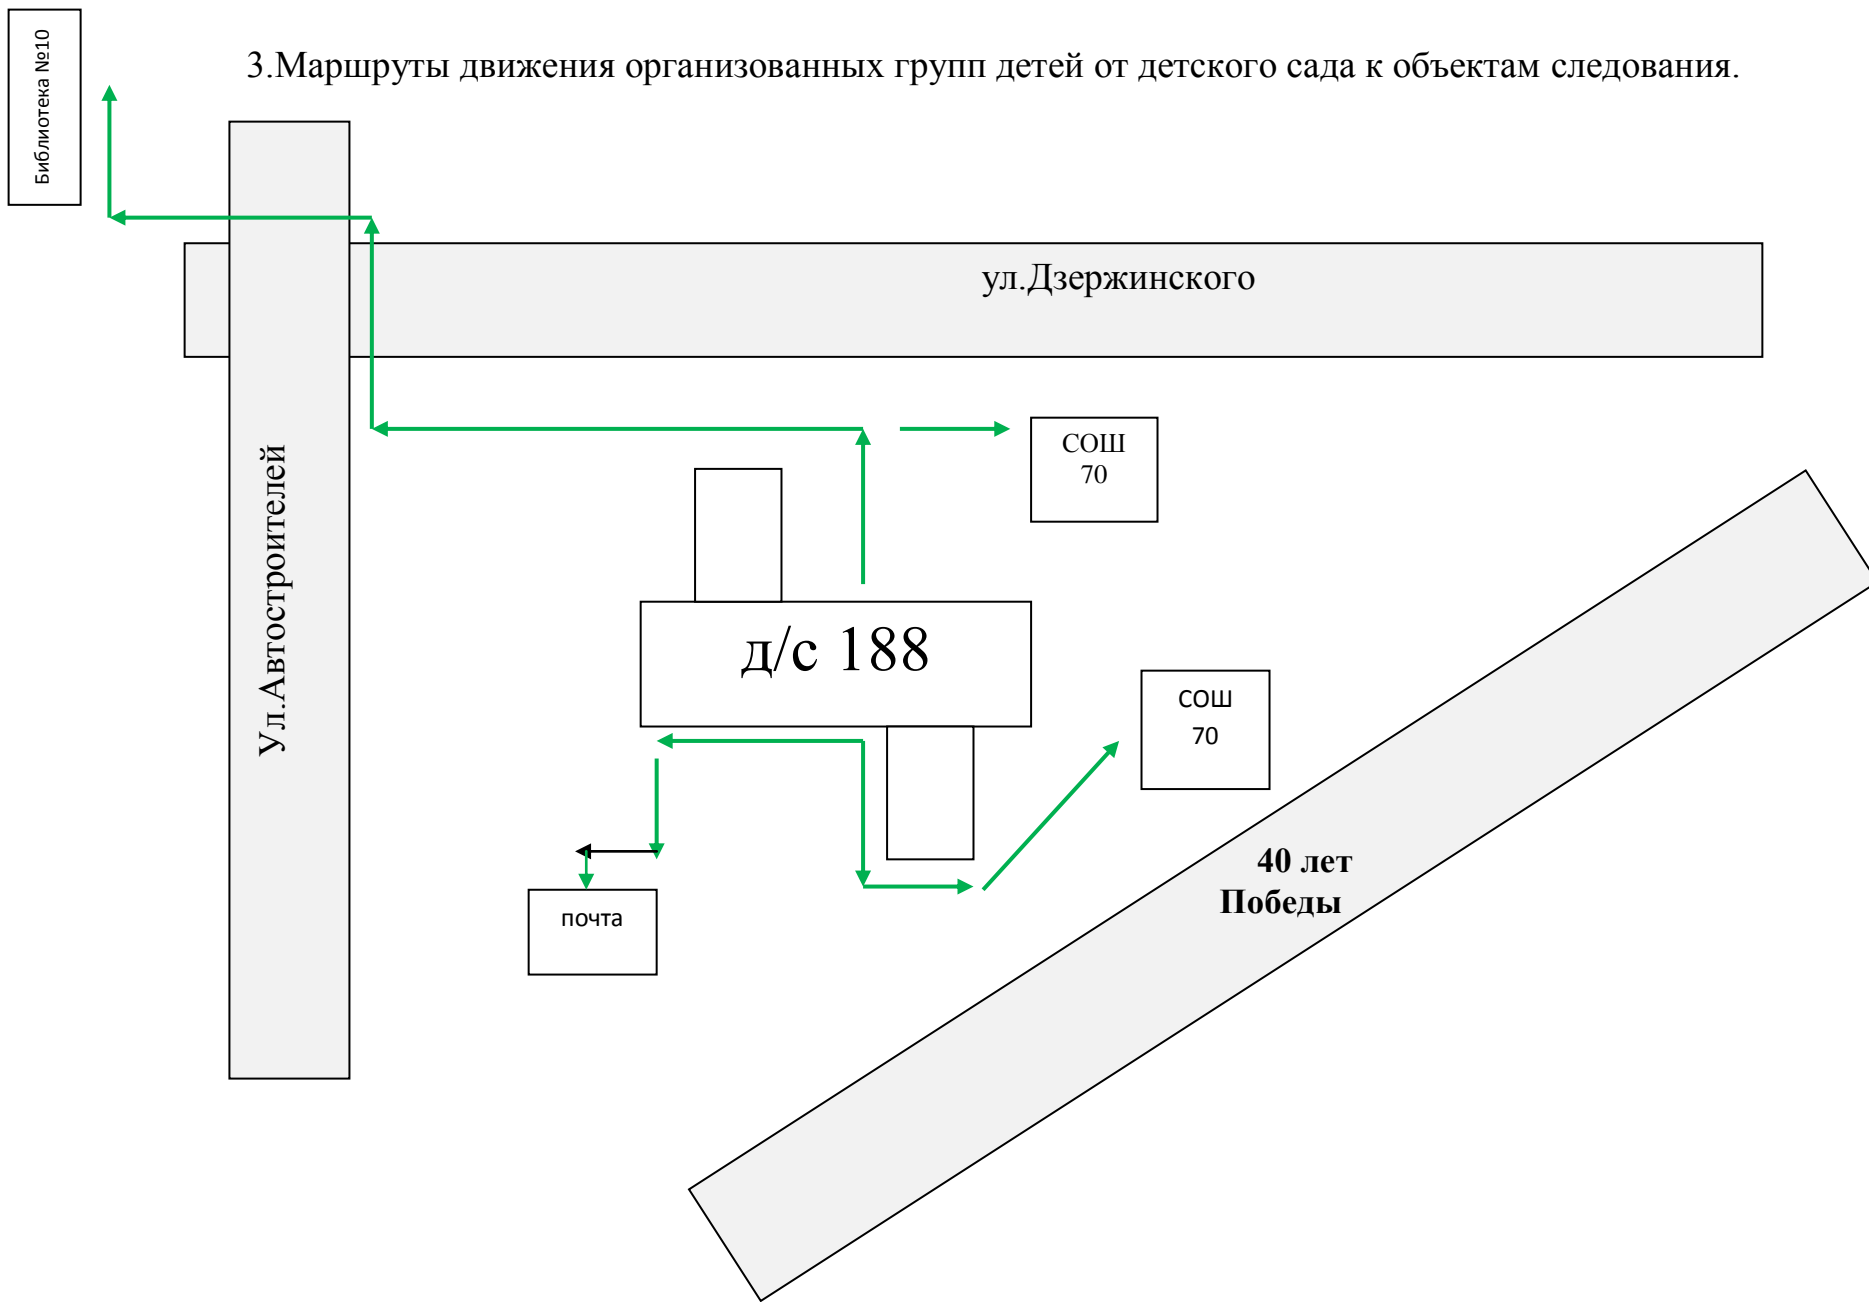 Библиотека №10
3.Маршруты движения организованных групп детей от детского сада к объектам следования.
ул.Дзержинского
Ул.Автостроителей
СОШ
70
д/с 188
СОШ
70
40 лет
Победы
почта